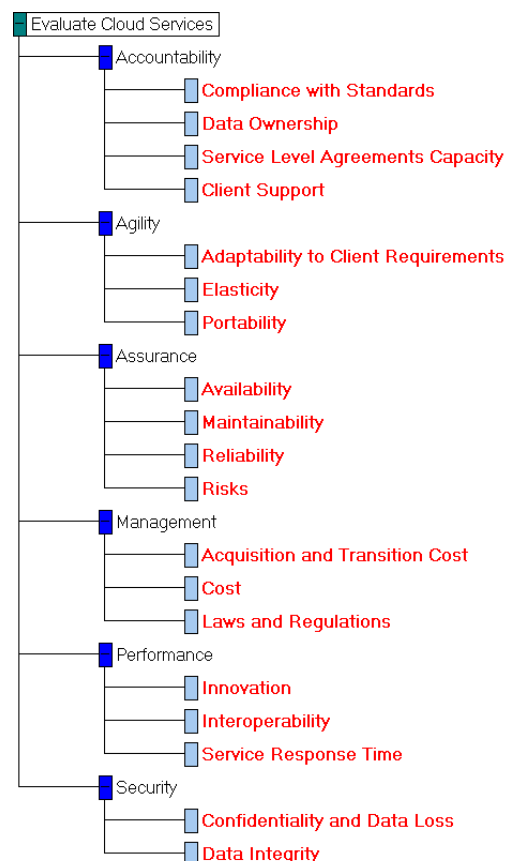 Evaluate Cloud Services
Accountability
Compliance with Standards
Data Ownership
Service Level Agreements Capacity
Client Support
Agility
Adaptability to Client Requirements
Elasticity
Portability
Assurance
Availability
Maintainability
Reliability
Risks
Management
Acquisition and Transition Cost
Cost
Laws and Regulations
Performance
Innovation
Interoperability
Service Response Time
Security
Confidentiality and Data Loss
Data Integrity